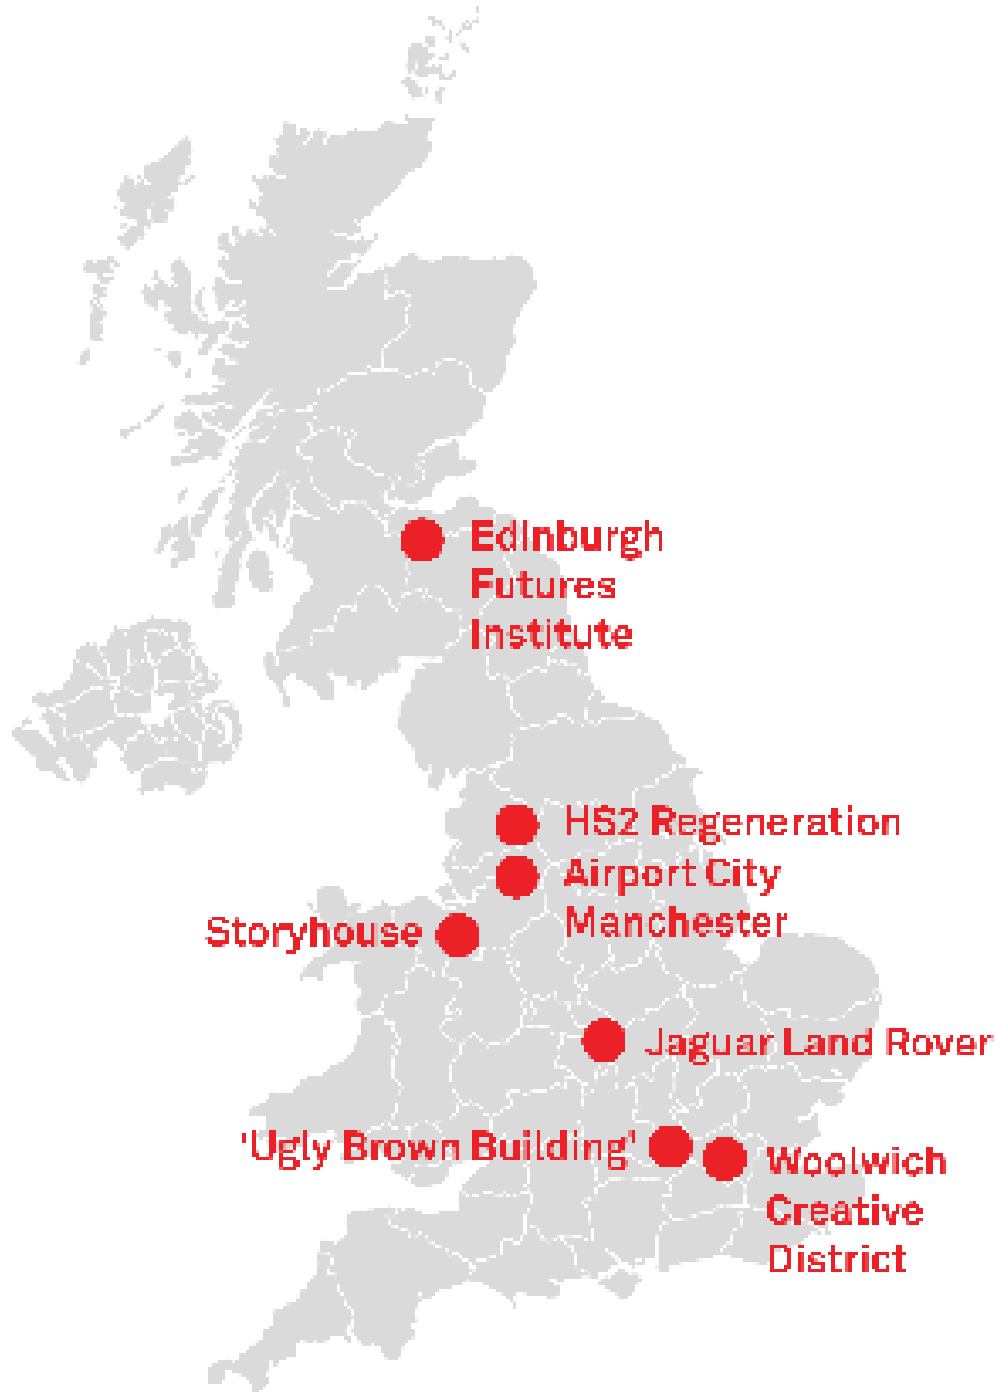 Edinburgh
Futures
Institute
HS2 Regeneration
Airport City
Manchester
Storyhouse
Jaguar Land Rover
'Ugly Brown Building'
Woolwich
Creative
District